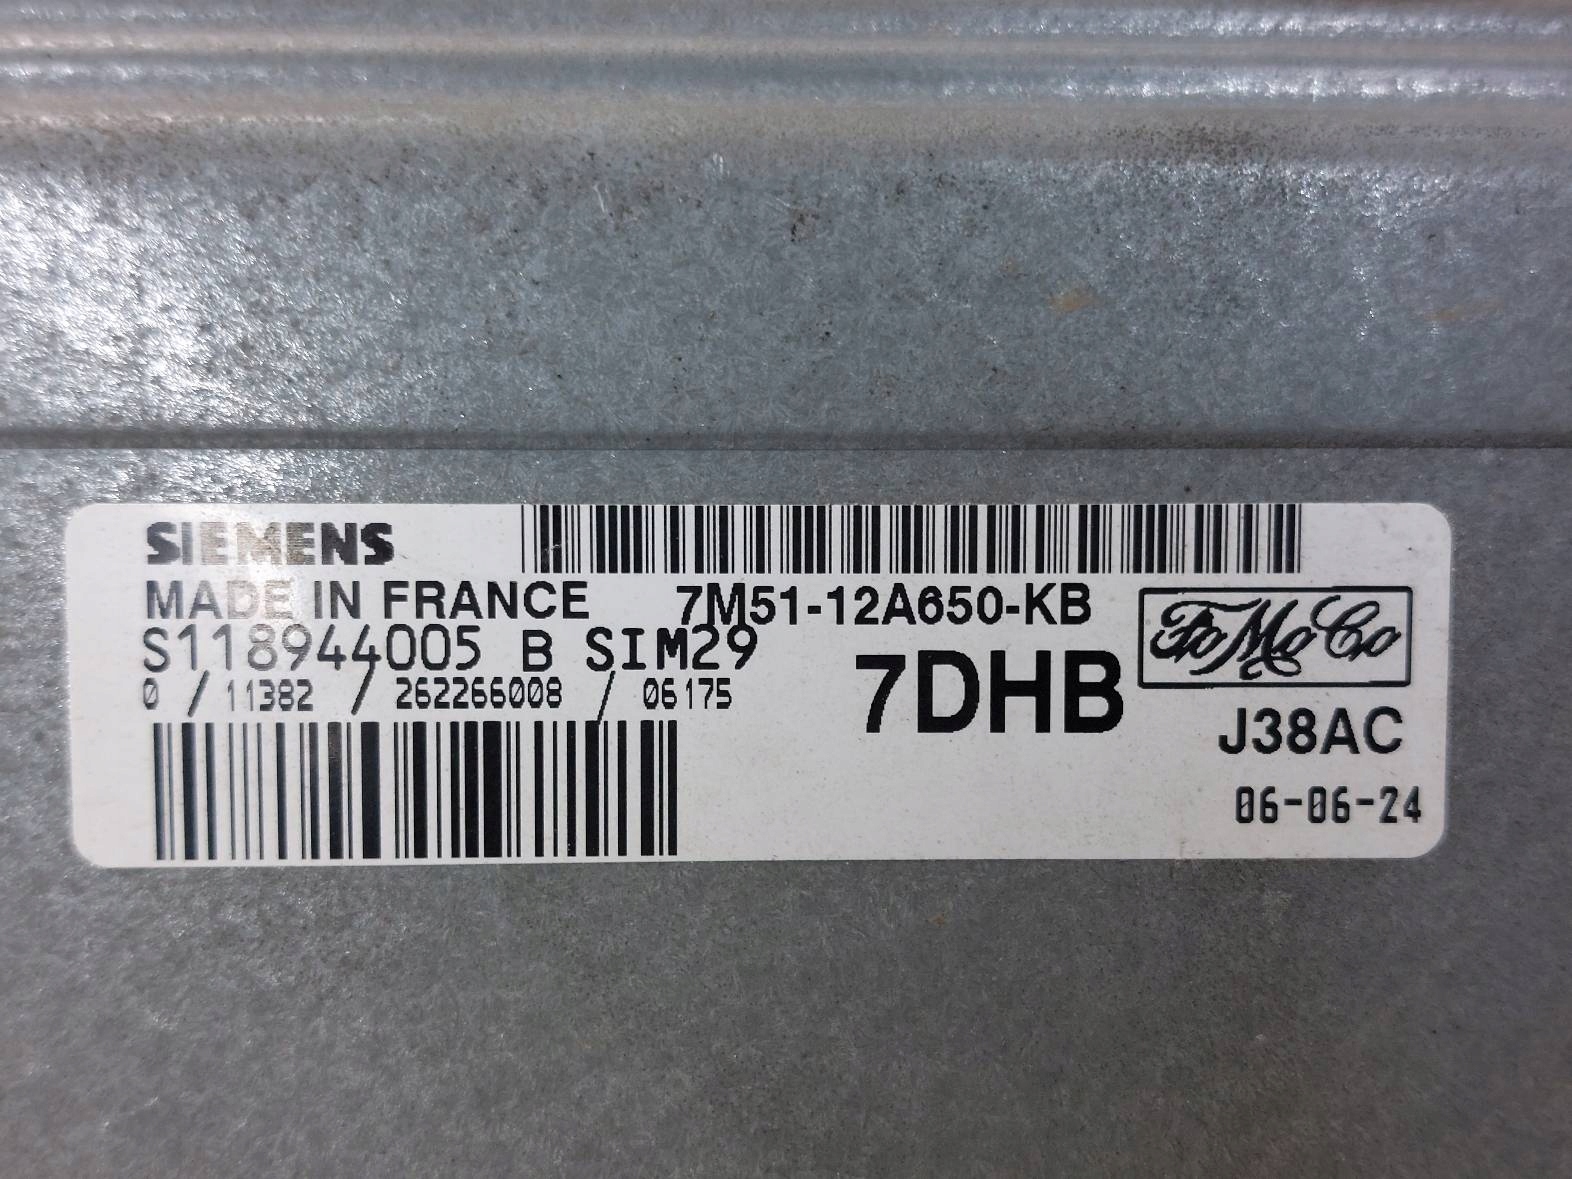 SIEMENS
MADE IN FRANCE 7M51-12A650-KB
FoMoCo
S118944005 B SIM29
0 / 11382 / 262266008 / 06175
7DHB
J38AC
06-06-24